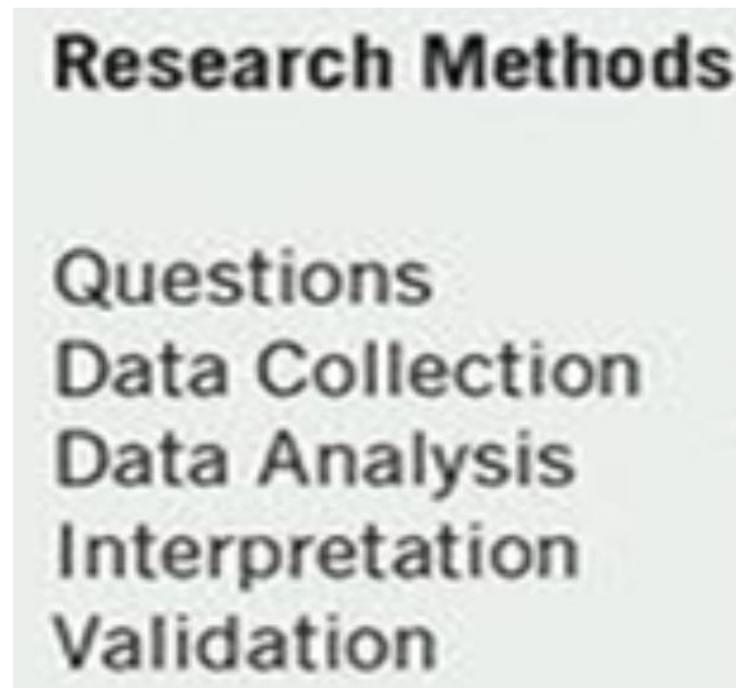 Research Methods
Questions
Data Collection
Data Analysis
Interpretation
Validation